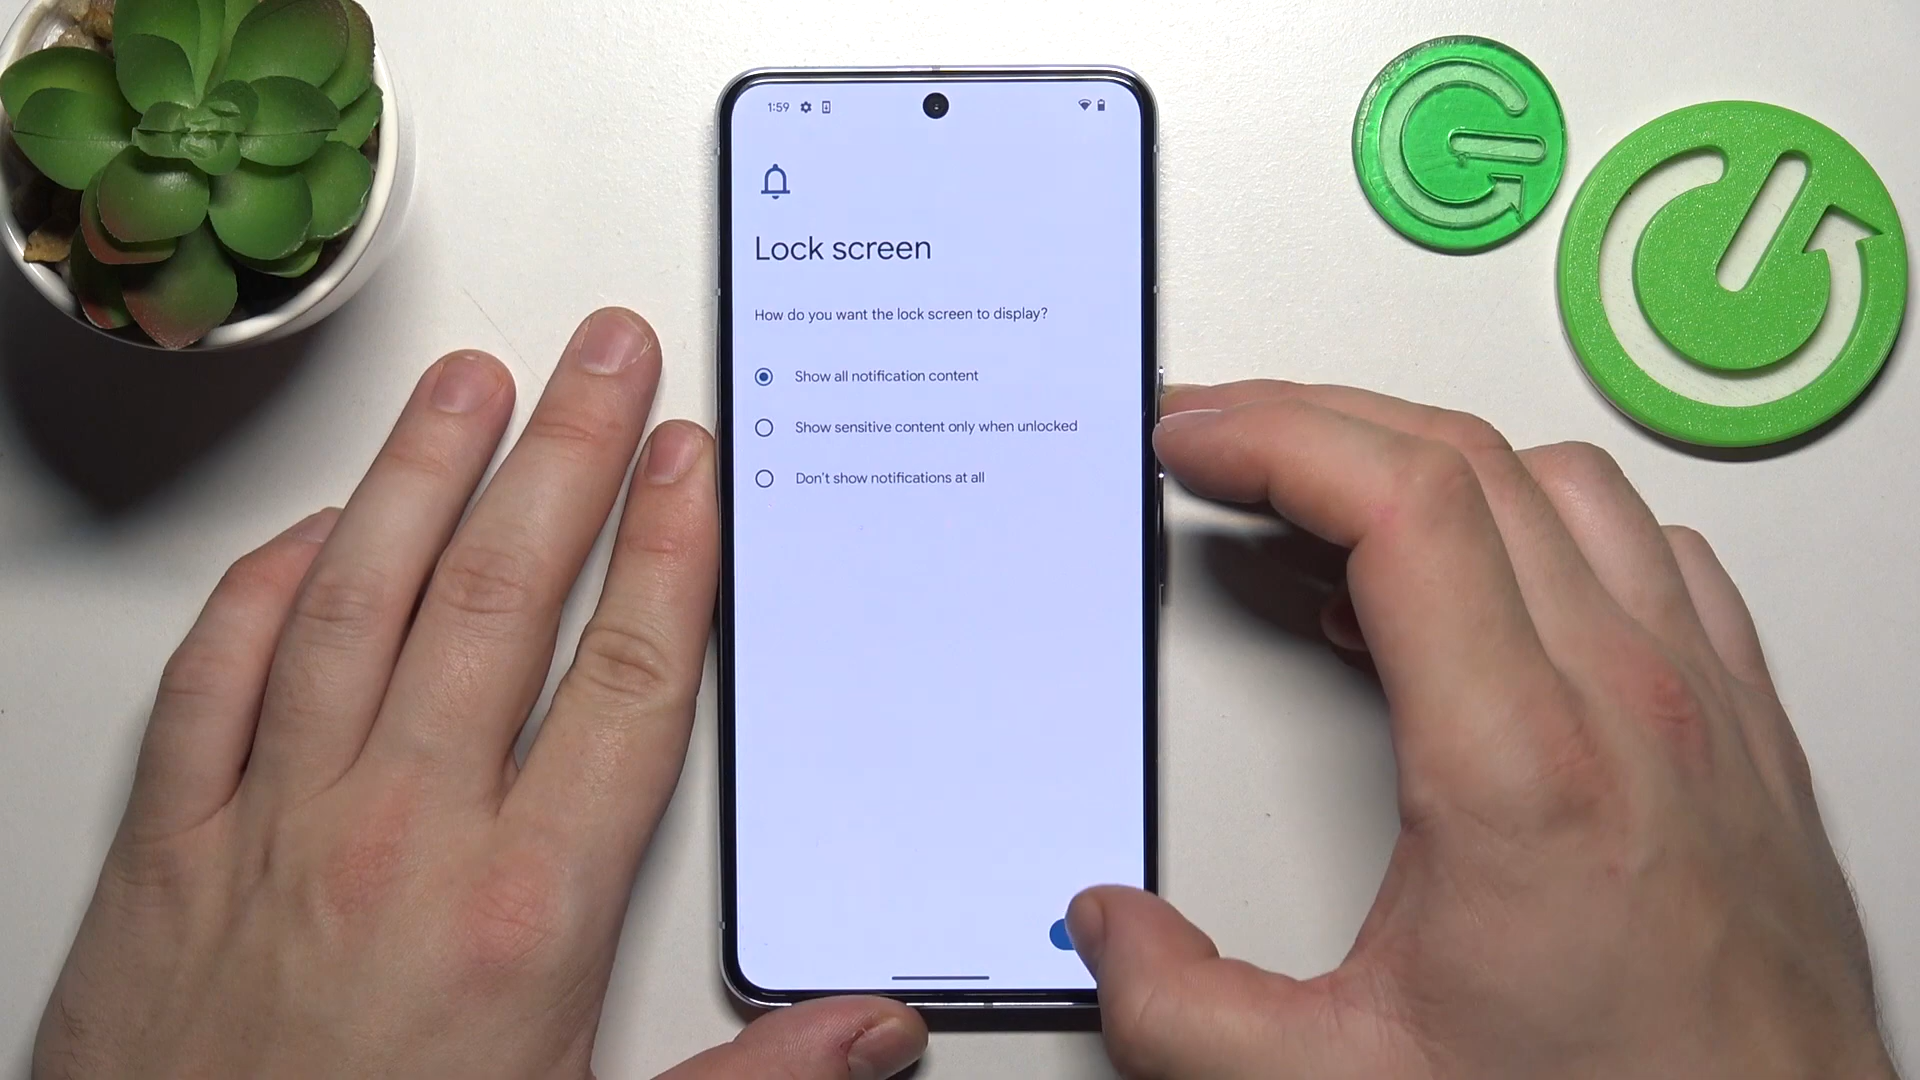 1:59
Lock screen
How do you want the lock screen to display?
Show all notification content
Show sensitive content only when unlocked
Don't show notifications at all